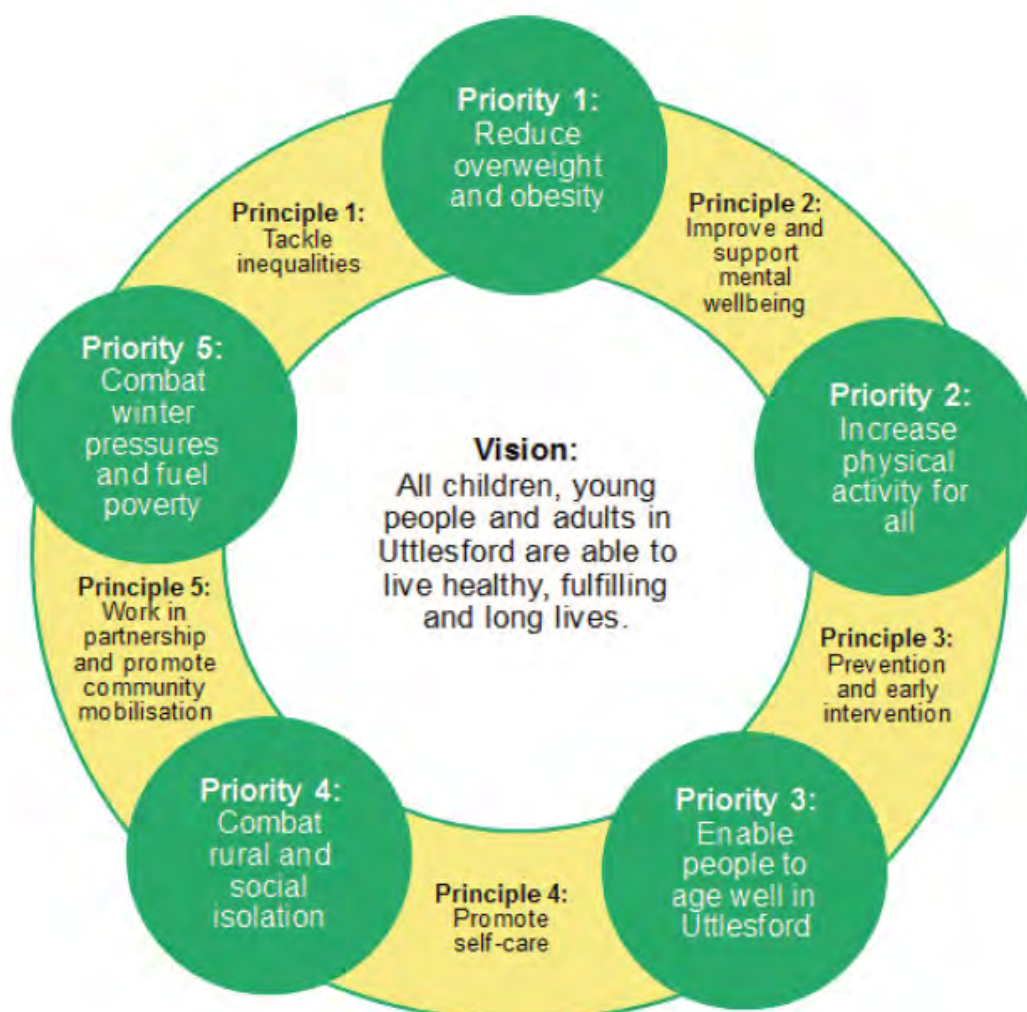 Priority 1:
Reduce
overweight
and obesity
Principle 1:
Tackle
inequalities
Principle 2:
Improve and
support
mental
wellbeing
Priority 5:
Combat
winter
pressures
and fuel
poverty
Priority 2:
Increase
physical
activity for
all
Vision:
All children, young
people and adults in
Uttlesford are able to
live healthy, fulfilling
and long lives.
Principle 5:
Work in
partnership
and promote
community
mobilisation
Principle 3:
Prevention
and early
intervention
Priority 4:
Combat
rural and
social
isolation
Principle 4:
Promote
self-care
Priority 3:
Enable
people to
age well in
Uttlesford